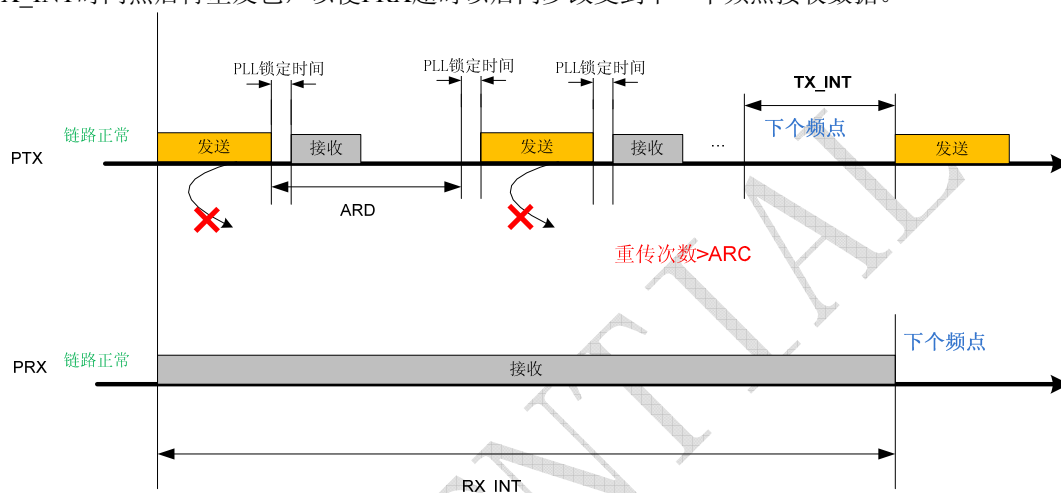 PLL锁定时间
PLL锁定时间
PLL锁定时间
TX_INT
链路正常
下个频点
PTX
发送
接收
发送
接收
...
发送
ARD
重传次数>ARC
下个频点
PRX
链路正常
接收
RX_INT
NTIAL